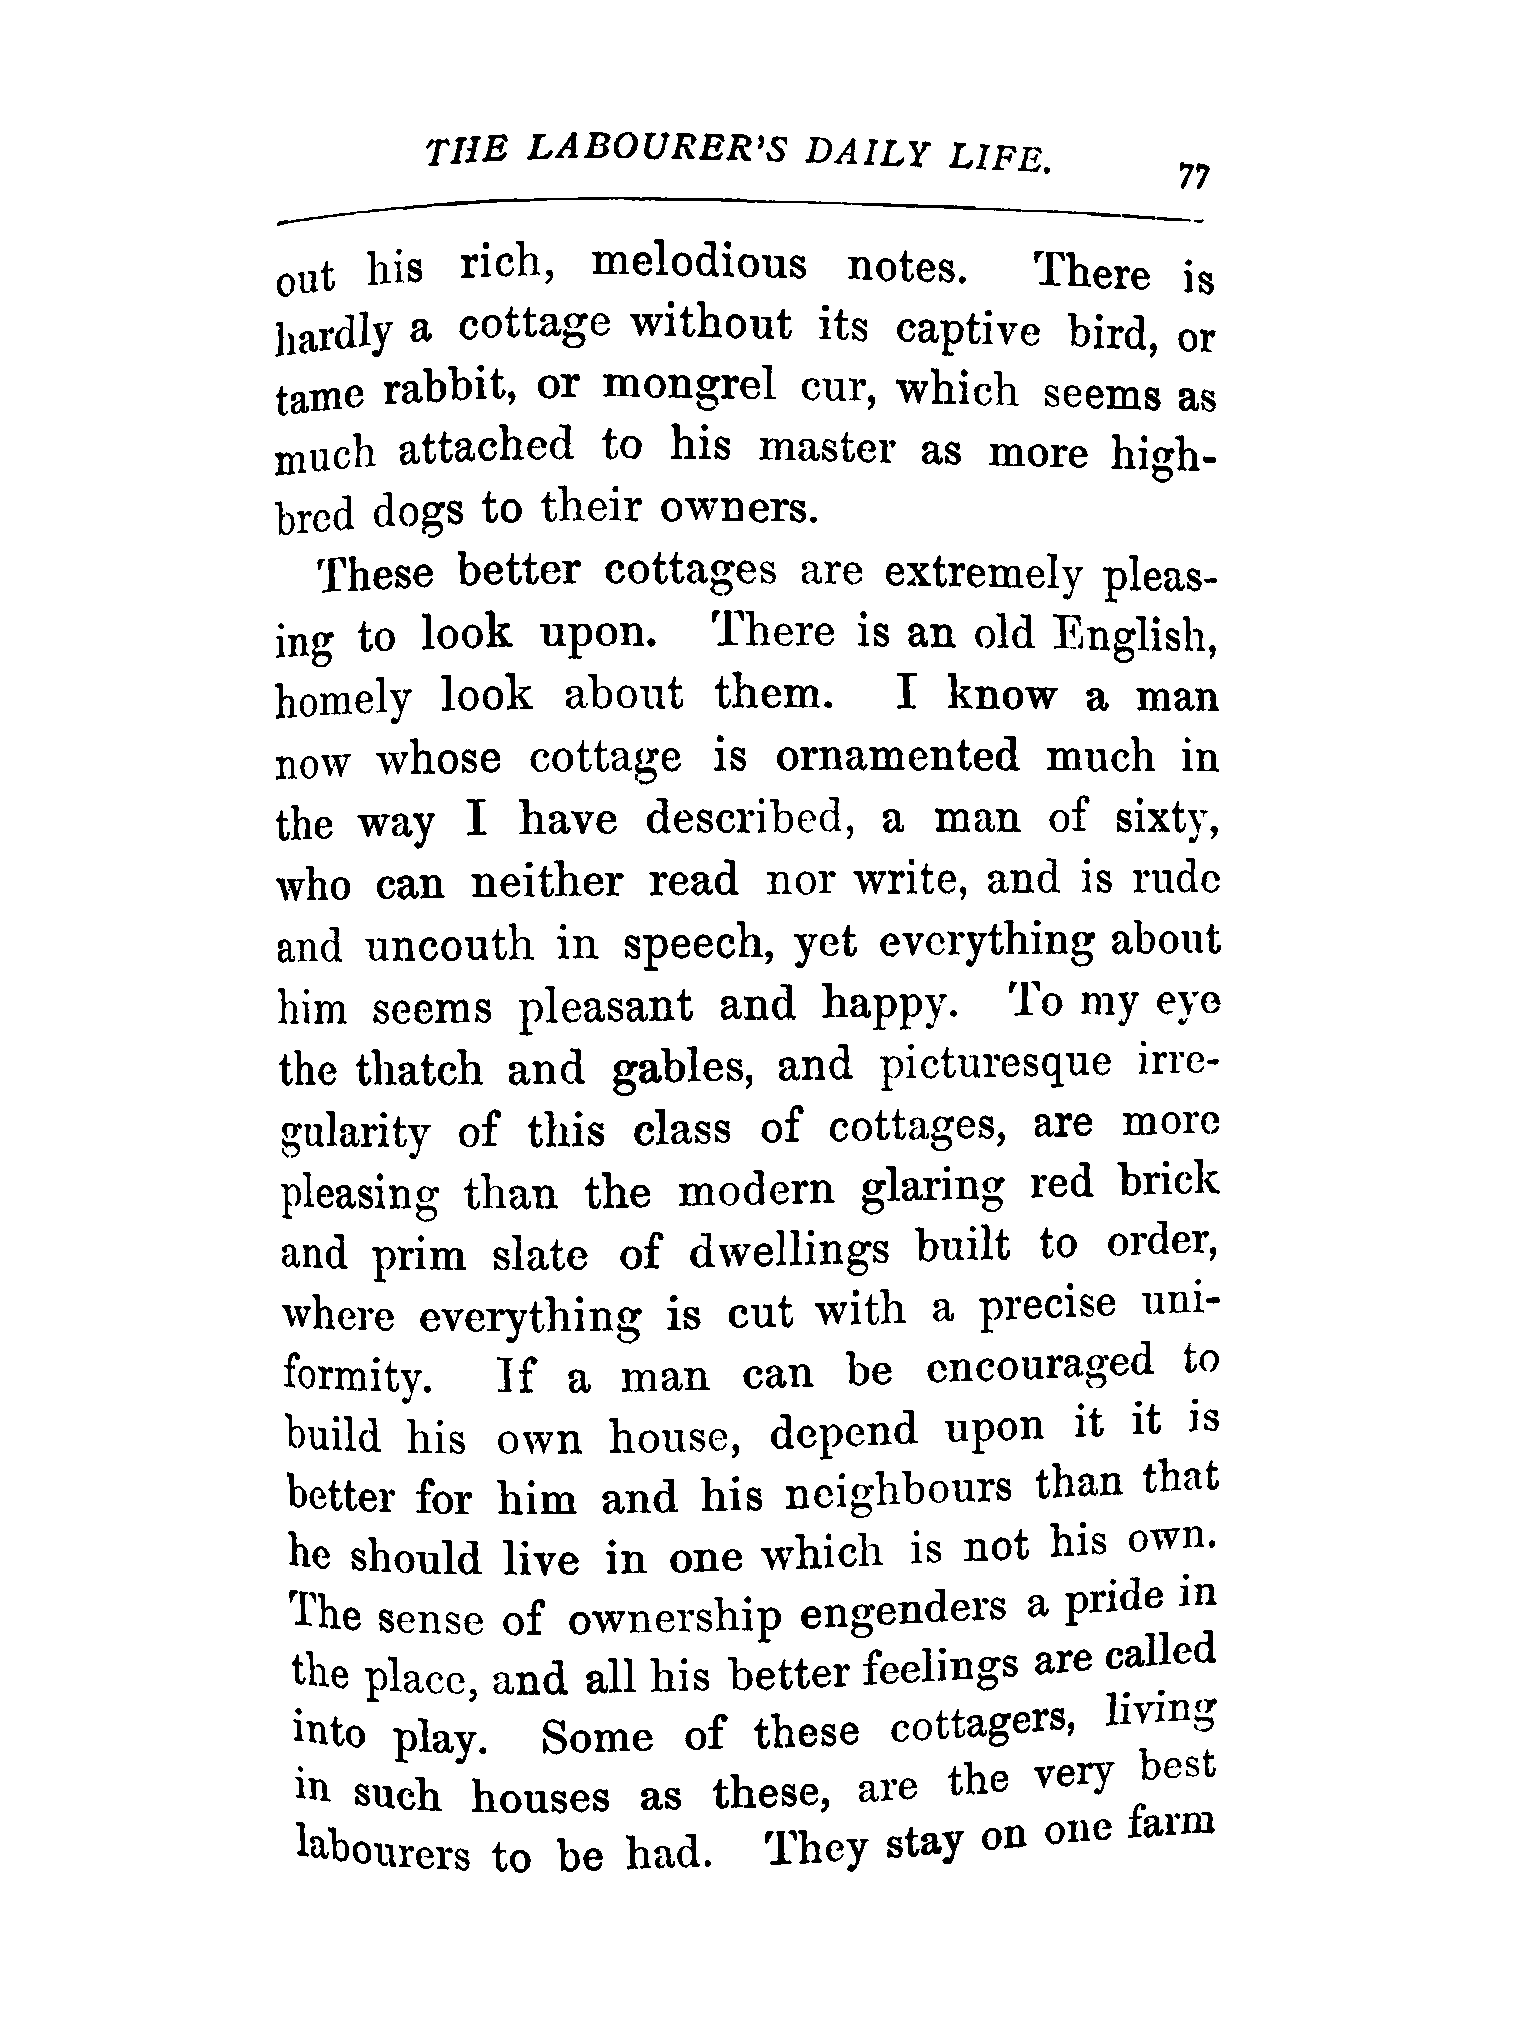 THE LABOURER'S DAILY LIFE. 77
out his rich, melodious notes. There is
hardly a cottage without its captive bird, or
tame rabbit, or mongrel cur, which seems as
much attached to his master as more high-
bred dogs to their owners.
These better cottages are extremely pleas-
ing to look upon. There is an old English,
homely look about them. I know a man
now whose cottage is ornamented much in
the way I have described, a man of sixty,
who can neither read nor write, and is rude
and uncouth in speech, yet everything about
him seems pleasant and happy. To my eye
the thatch and gables, and picturesque irre-
gularity of this class of cottages, are more
pleasing than the modern glaring red brick
and prim slate of dwellings built to order,
where everything is cut with a precise uni-
formity. If a man can be encouraged to
build his own house, depend upon it it is
better for him and his neighbours than that
he should live in one which is not his own.
The sense of ownership engenders a pride in
the place, and all his better feelings are called
into play. Some of these cottagers, living
in such houses as these, are the very best
labourers to be had. They stay on one farm